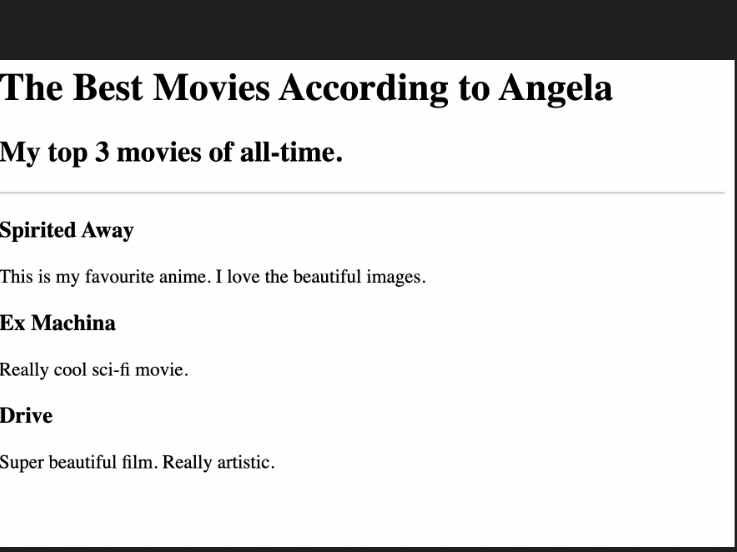 The Best Movies According to Angela
My top 3 movies of all-time.
Spirited Away
This is my favourite anime. I love the beautiful images.
Ex Machina
Really cool sci-fi movie.
Drive
Super beautiful film. Really artistic.